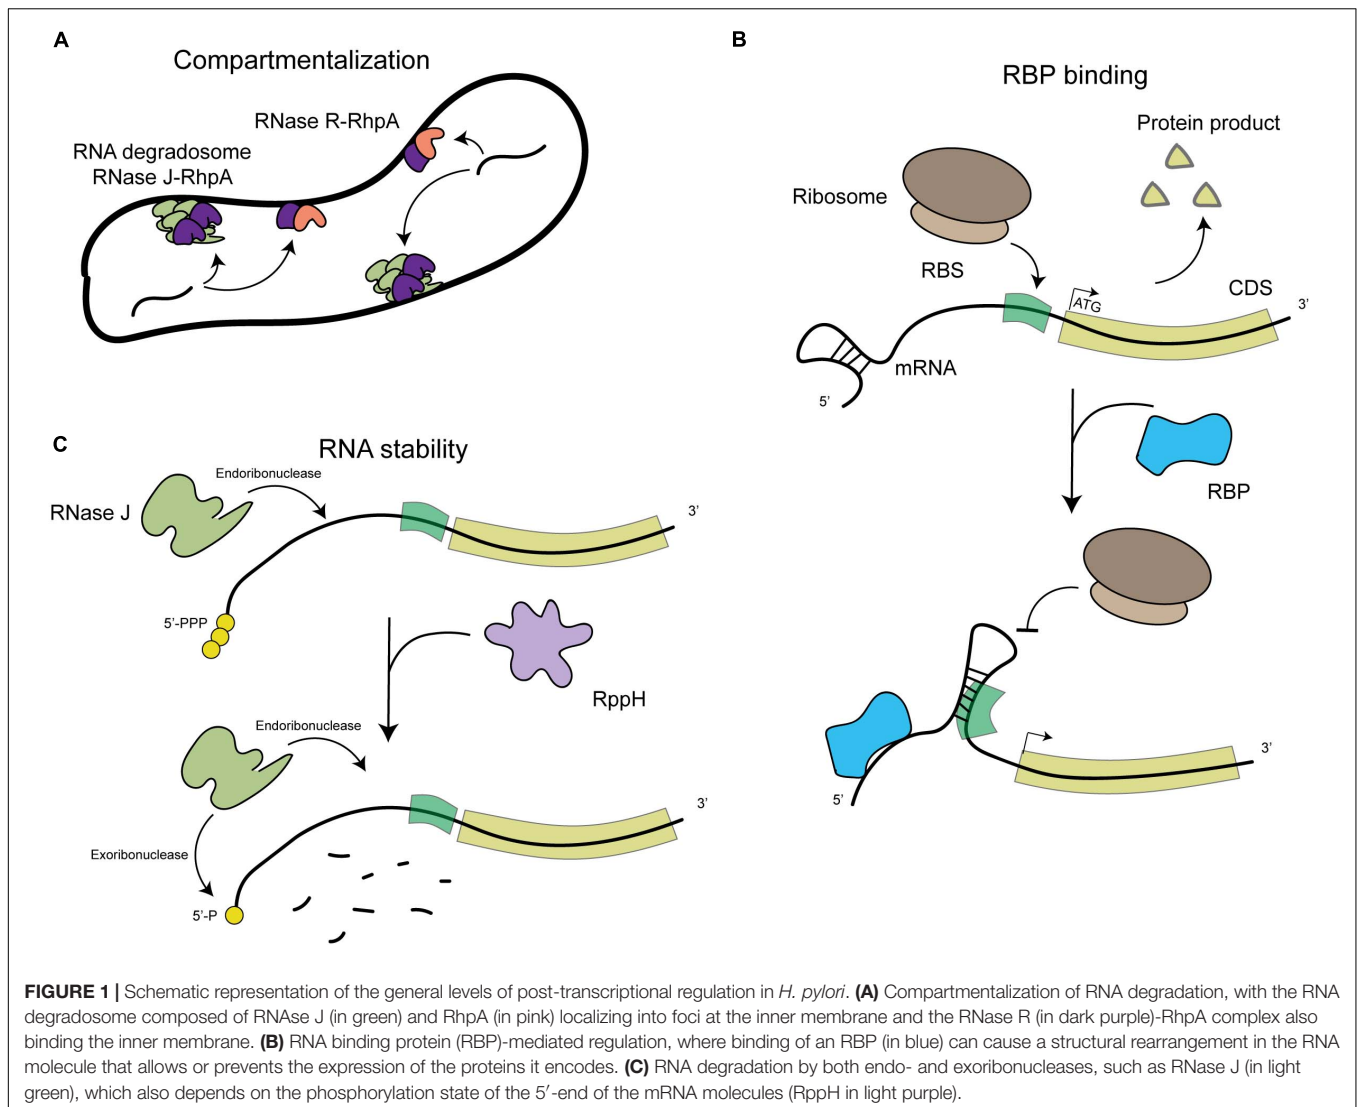 A
Compartmentalization
RNase R-RhpA
RNA degradosome
RNase J-RhpA
B
RBP binding
Protein product
Ribosome
RBS
ATG
CDS
3'
mRNA
5'
RBP
3'
5'
C
RNA stability
Endoribonuclease
RNase J
3'
5'-PPP
RppH
Endoribonuclease
3'
Exoribonuclease
5'-P
FIGURE 1 | Schematic representation of the general levels of post-transcriptional regulation in H. pylori. (A) Compartmentalization of RNA degradation, with the RNA
degradosome composed of RNAse J (in green) and RhpA (in pink) localizing into foci at the inner membrane and the RNase R (in dark purple)-RhpA complex also
binding the inner membrane. (B) RNA binding protein (RBP)-mediated regulation, where binding of an RBP (in blue) can cause a structural rearrangement in the RNA
molecule that allows or prevents the expression of the proteins it encodes. (C) RNA degradation by both endo- and exoribonucleases, such as RNase J (in light
green), which also depends on the phosphorylation state of the 5′-end of the mRNA molecules (RppH in light purple).